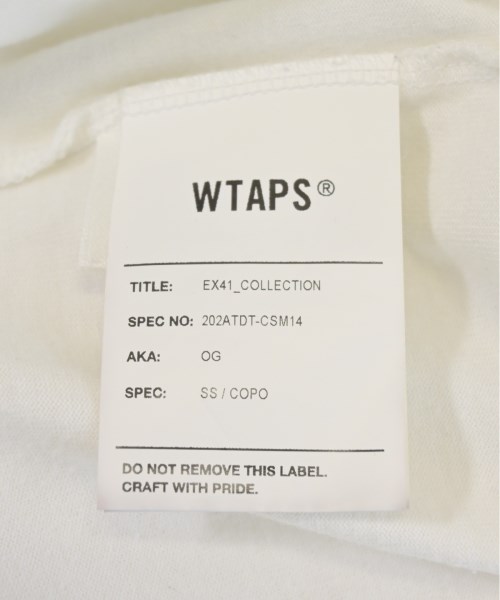 WTAPS®
TITLE: EX41_COLLECTION
SPEC NO: 202ATDT-CSM14
AKA: OG
SPEC: SS / COPO
DO NOT REMOVE THIS LABEL.
CRAFT WITH PRIDE.